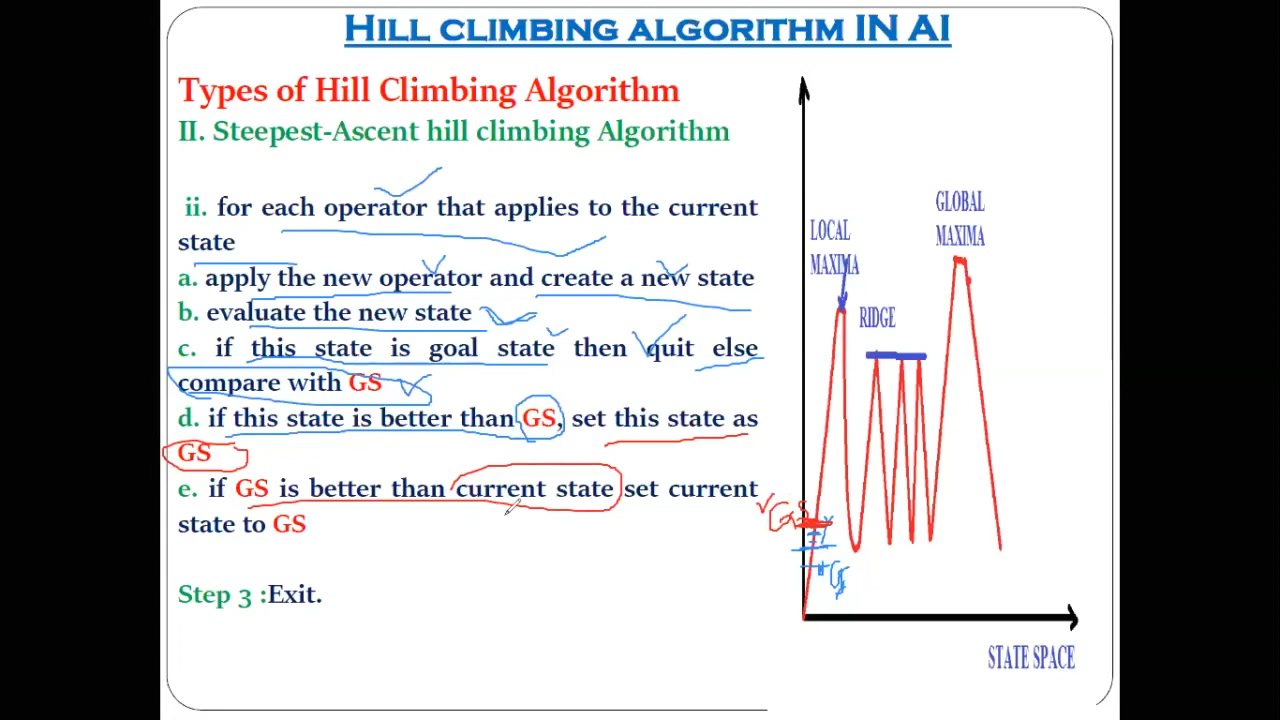 HILL CLIMBING ALGORITHM IN AI
Types of Hill Climbing Algorithm
II. Steepest-Ascent hill climbing Algorithm
ii. for each operator that applies to the current
state
a. apply the new operator and create a new state
b. evaluate the new state
c. if this state is goal state then quit else
compare with GS
d. if this state is better than GS, set this state as
GS
e. if GS is better than current state set current
state to GS
Step 3 :Exit.
LOCAL
MAXIMA
RIDGE
GLOBAL
MAXIMA
STATE SPACE